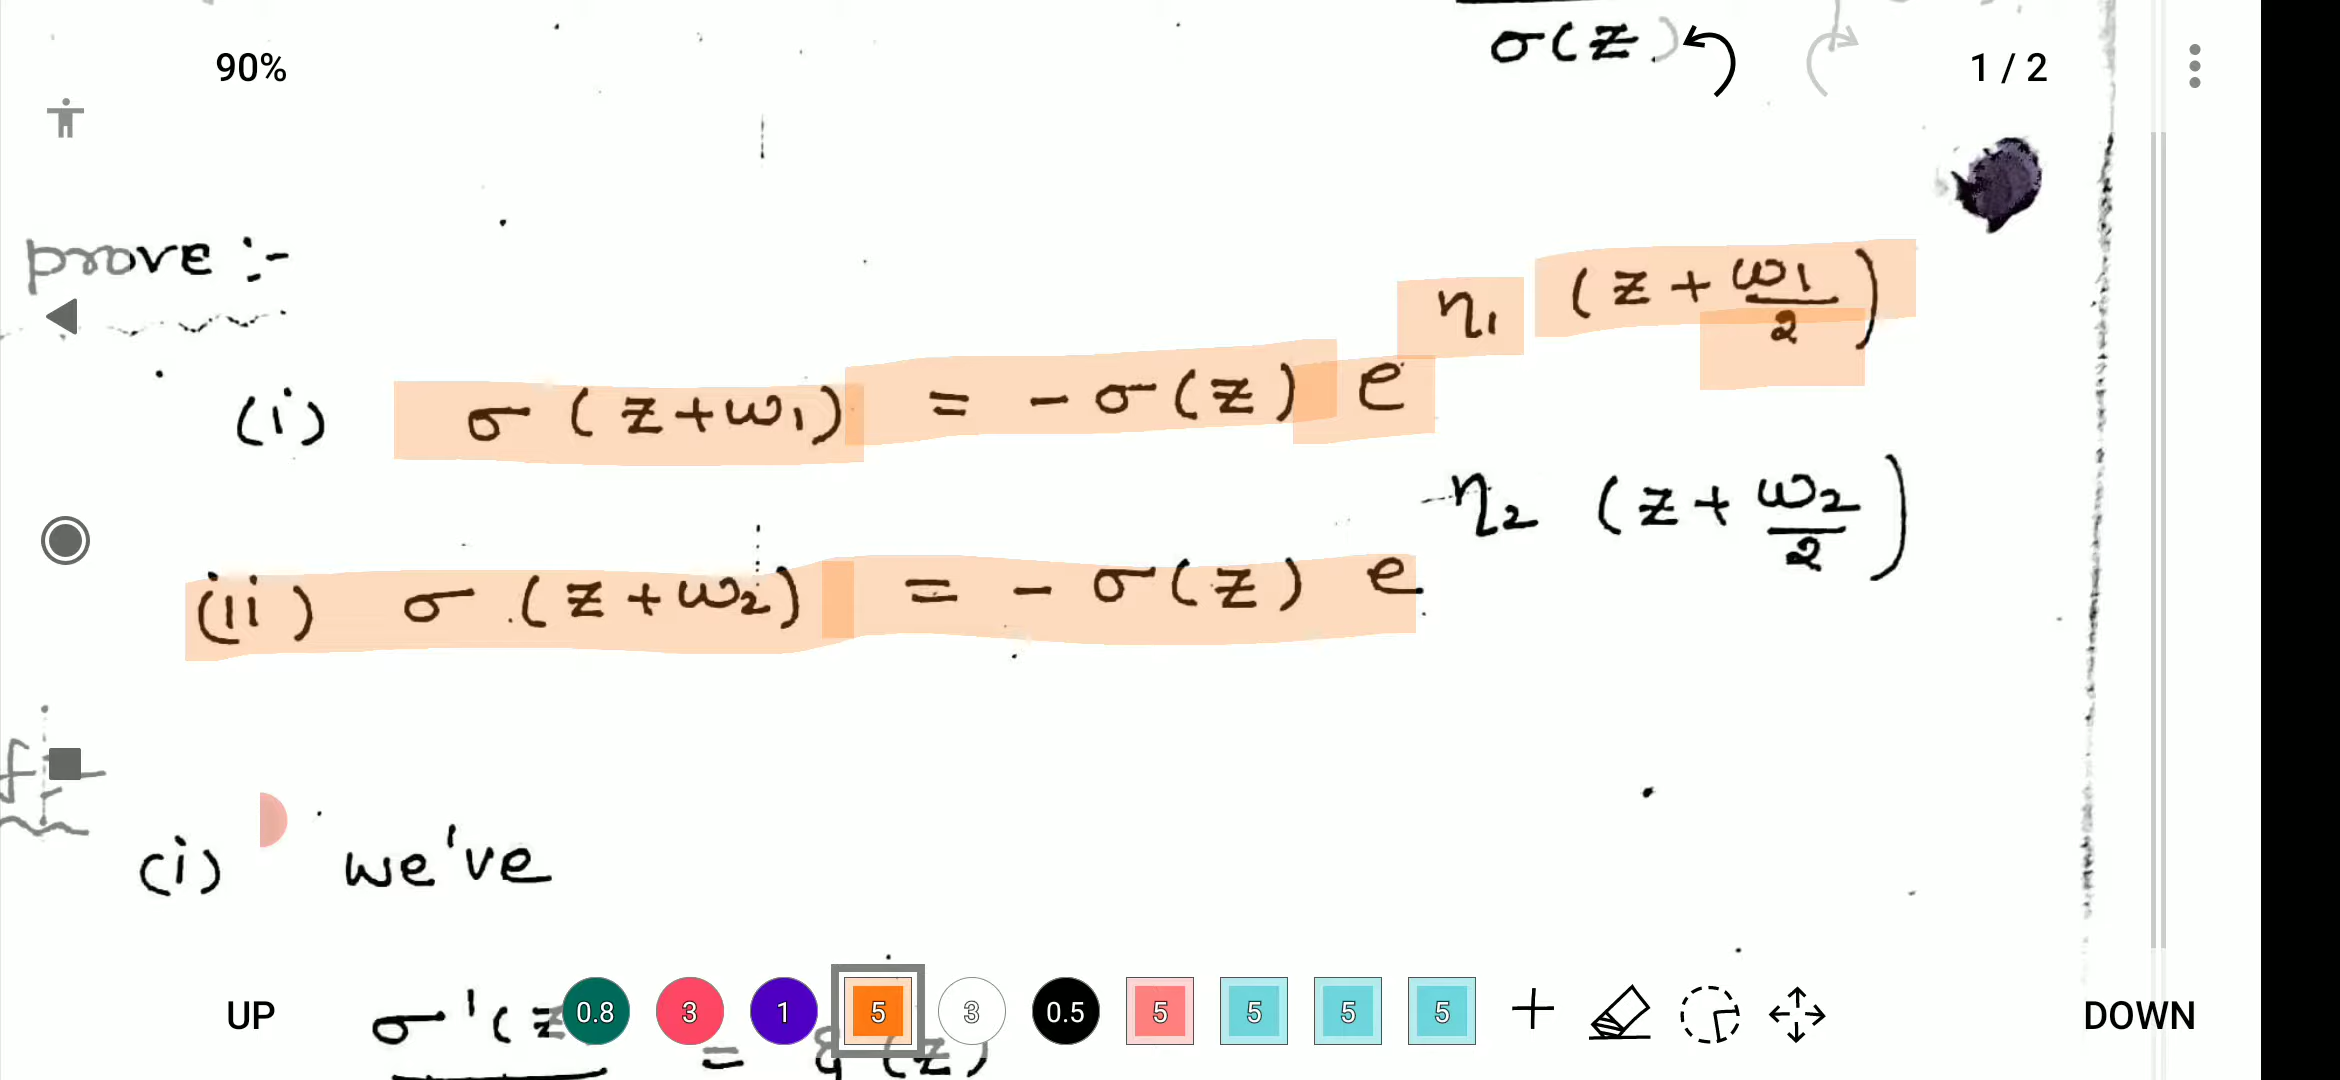 σ(z)
90%
1 / 2
prove :-
(i) σ (z+ω₁) = - σ(z) e^{η₁ (z + ω₁/2)}
(ii) σ (z+ω₂) = - σ(z) e^{η₂ (z + ω₂/2)}
(i) we've
σ'(z = ξ(z)
UP 0.8 3 1 5 3 0.5 5 5 5 5 DOWN